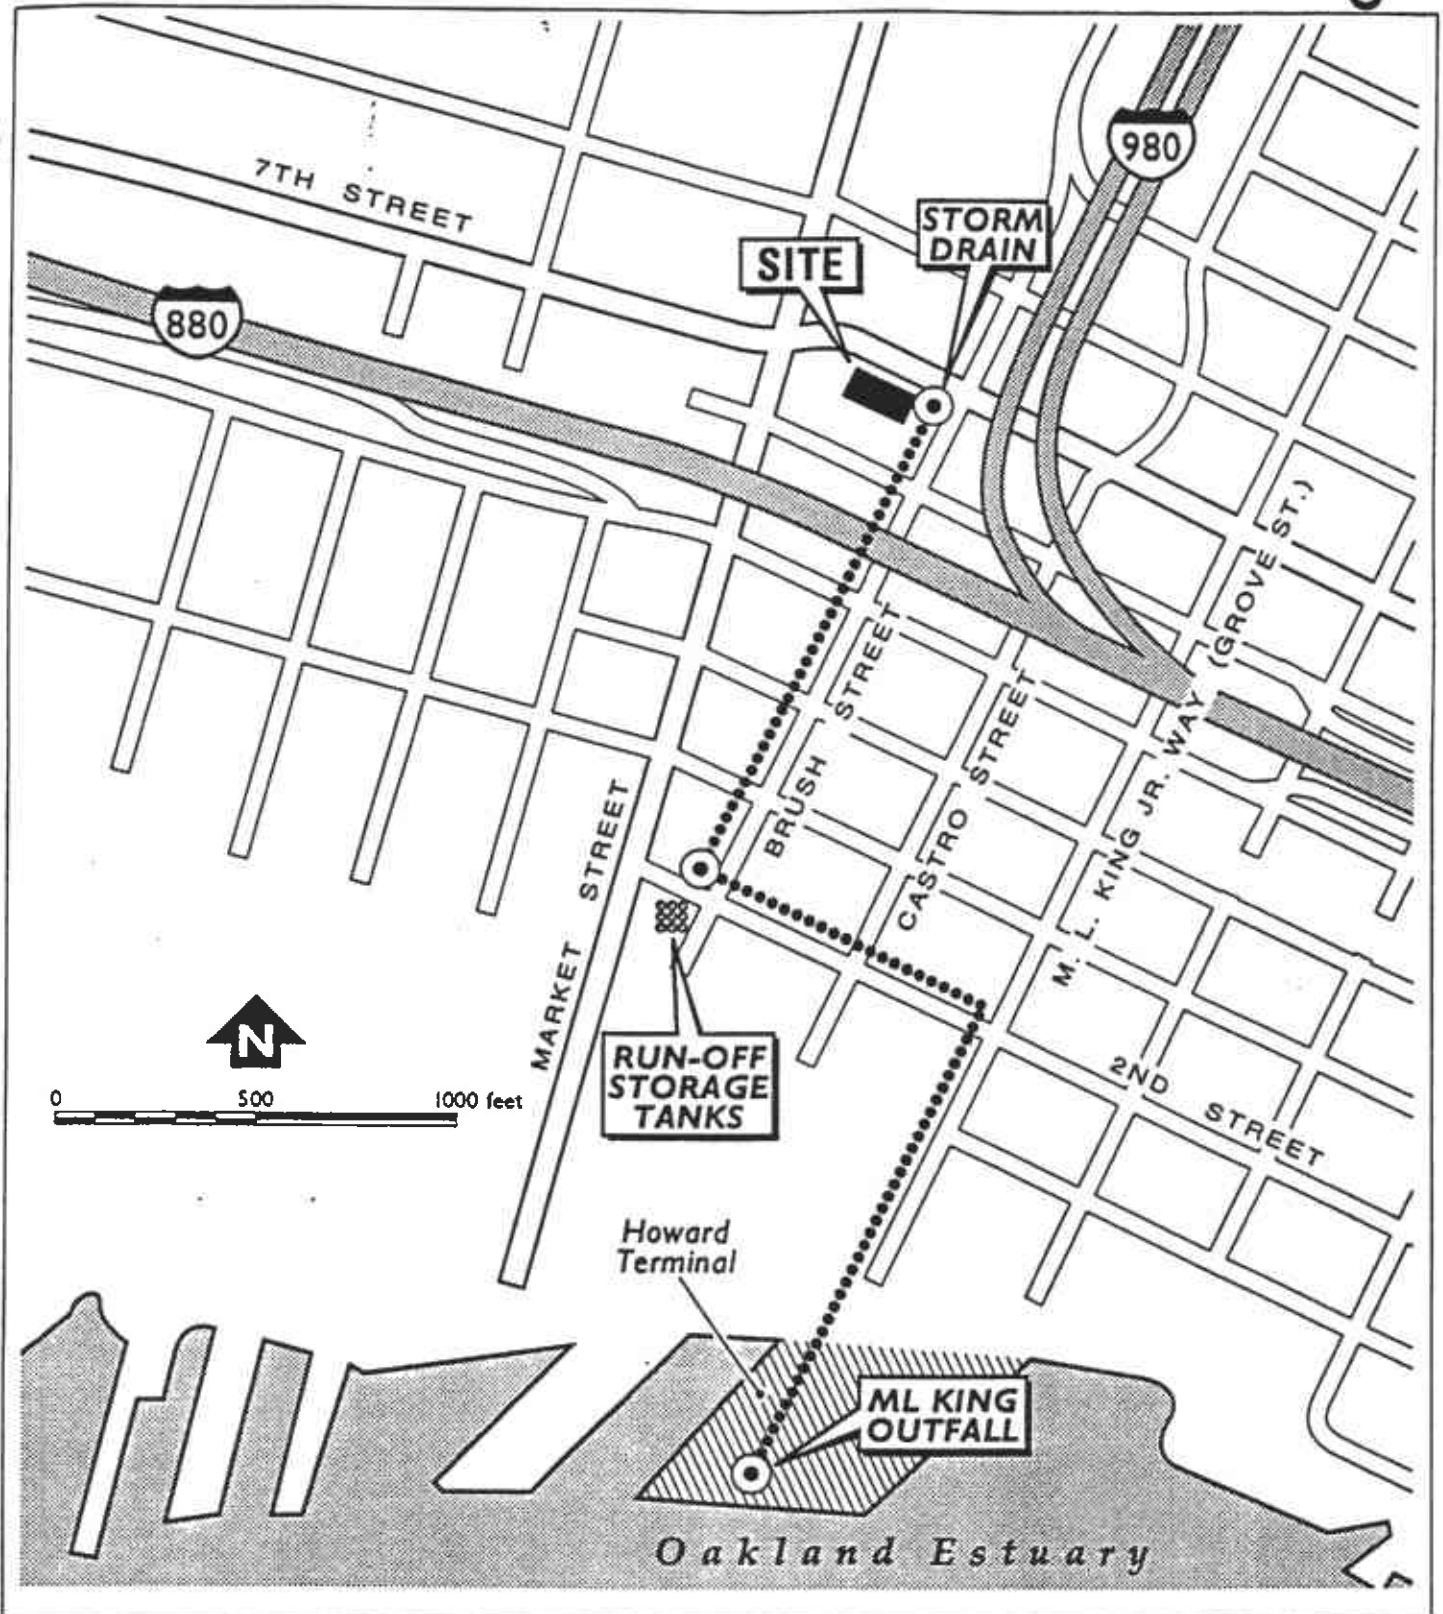 980
7TH STREET
STORM
DRAIN
SITE
880
(GROVE ST.)
BRUSH STREET
CASTRO STREET
M. L. KING JR. WAY
MARKET STREET
N
0 500 1000 feet
RUN-OFF
STORAGE
TANKS
2ND STREET
Howard
Terminal
ML KING
OUTFALL
Oakland Estuary